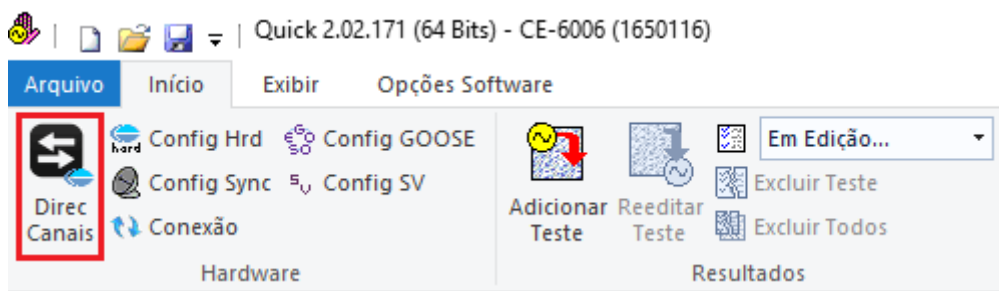 Quick 2.02.171 (64 Bits) - CE-6006 (1650116)
Arquivo Início Exibir Opções Software
hard Config Hrd Config GOOSE Em Edição...
Config Sync Config SV Excluir Teste
Direc Canais Conexão Adicionar Teste Reeditar Teste Excluir Todos
Hardware Resultados